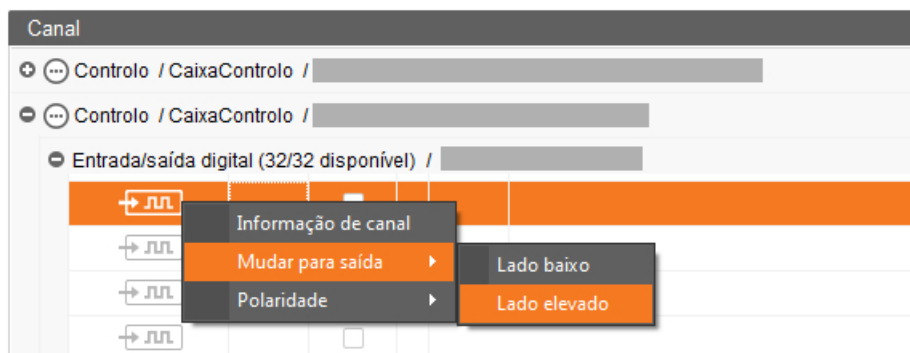 Canal
Controlo / CaixaControlo /
Controlo / CaixaControlo /
Entrada/saída digital (32/32 disponível) /
Informação de canal
Mudar para saída
Lado baixo
Polaridade
Lado elevado